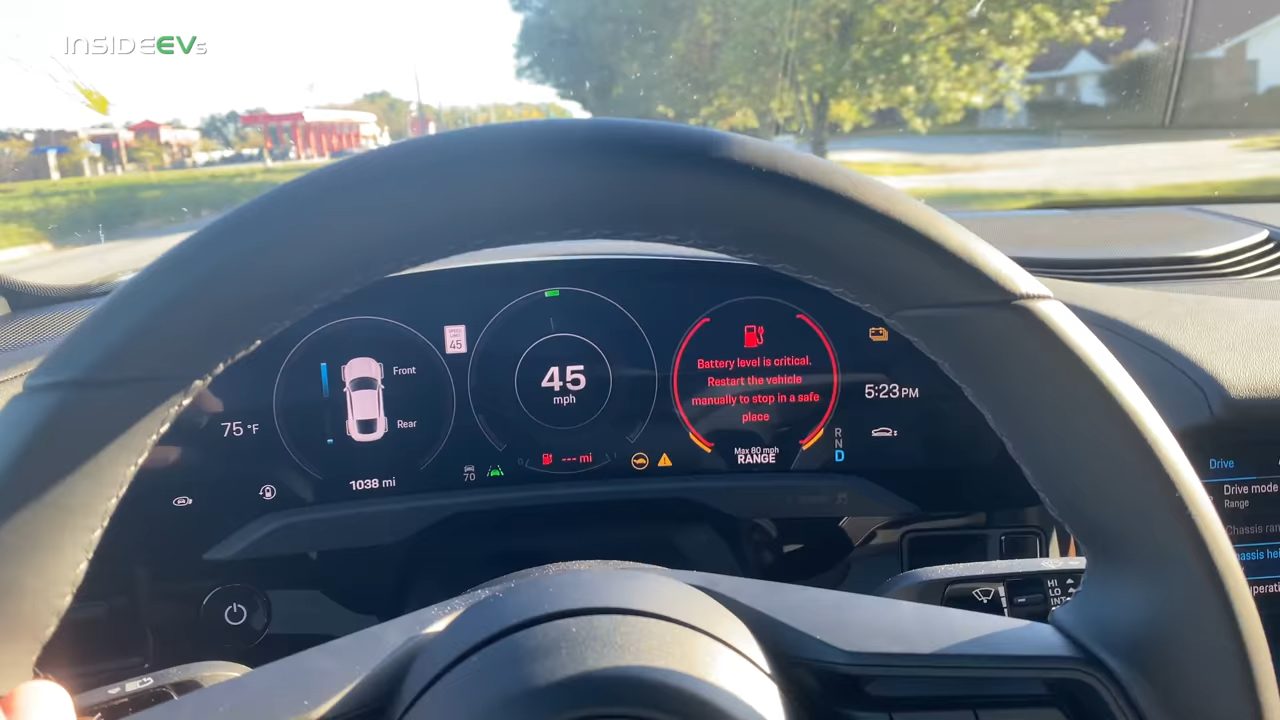 INSIDEEVs
SPEED
LIMIT
45
Front
Rear
75 °F
1038 mi
45
mph
70
--- mi
Battery level is critical.
Restart the vehicle
manually to stop in a safe
place
Max 80 mph
RANGE
R
N
D
5:23 PM
HI
LO
INT
Drive
Drive mode
Range
Chassis